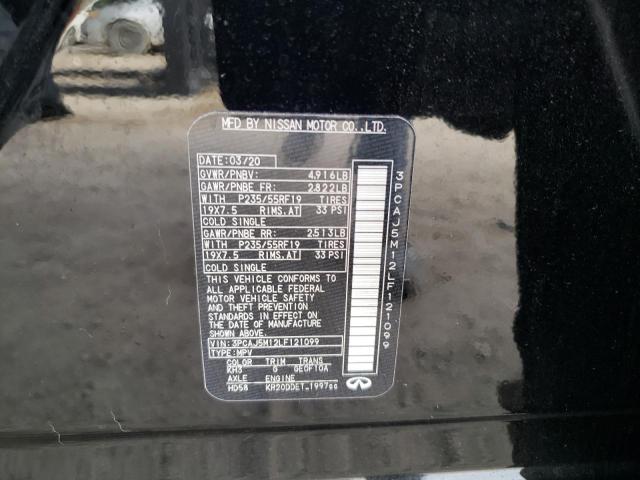 MFD BY NISSAN MOTOR CO.,LTD.
DATE: 03/20
GVWR/PNBV: 4,916LB
GAWR/PNBE FR: 2,822LB
WITH P235/55RF19 TIRES
19X7.5 RIMS.AT 33 PSI
COLD SINGLE
GAWR/PNBE RR: 2,513LB
WITH P235/55RF19 TIRES
19X7.5 RIMS.AT 33 PSI
COLD SINGLE
THIS VEHICLE CONFORMS TO
ALL APPLICABLE FEDERAL
MOTOR VEHICLE SAFETY
AND THEFT PREVENTION
STANDARDS IN EFFECT ON
THE DATE OF MANUFACTURE
SHOWN ABOVE.
VIN: 3PCAJ5M12LF121099
TYPE: MPV
COLOR TRIM TRANS
KH3 G GE0F10A
AXLE ENGINE
HD58 KR20DDET 1997
3PCAJ5M12LF121099